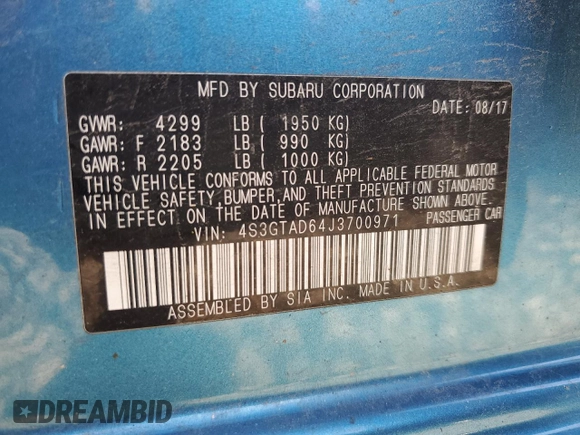 MFD BY SUBARU CORPORATION
DATE: 08/17
GVWR: 4299 LB ( 1950 KG)
GAWR: F 2183 LB ( 990 KG)
GAWR: R 2205 LB ( 1000 KG)
THIS VEHICLE CONFORMS TO ALL APPLICABLE FEDERAL MOTOR
VEHICLE SAFETY, BUMPER, AND THEFT PREVENTION STANDARDS
IN EFFECT ON THE DATE OF MANUFACTURE SHOWN ABOVE.
VIN: 4S3GTAD64J3700971 PASSENGER CAR
ASSEMBLED BY SIA INC. MADE IN U.S.A.
DREAMBID